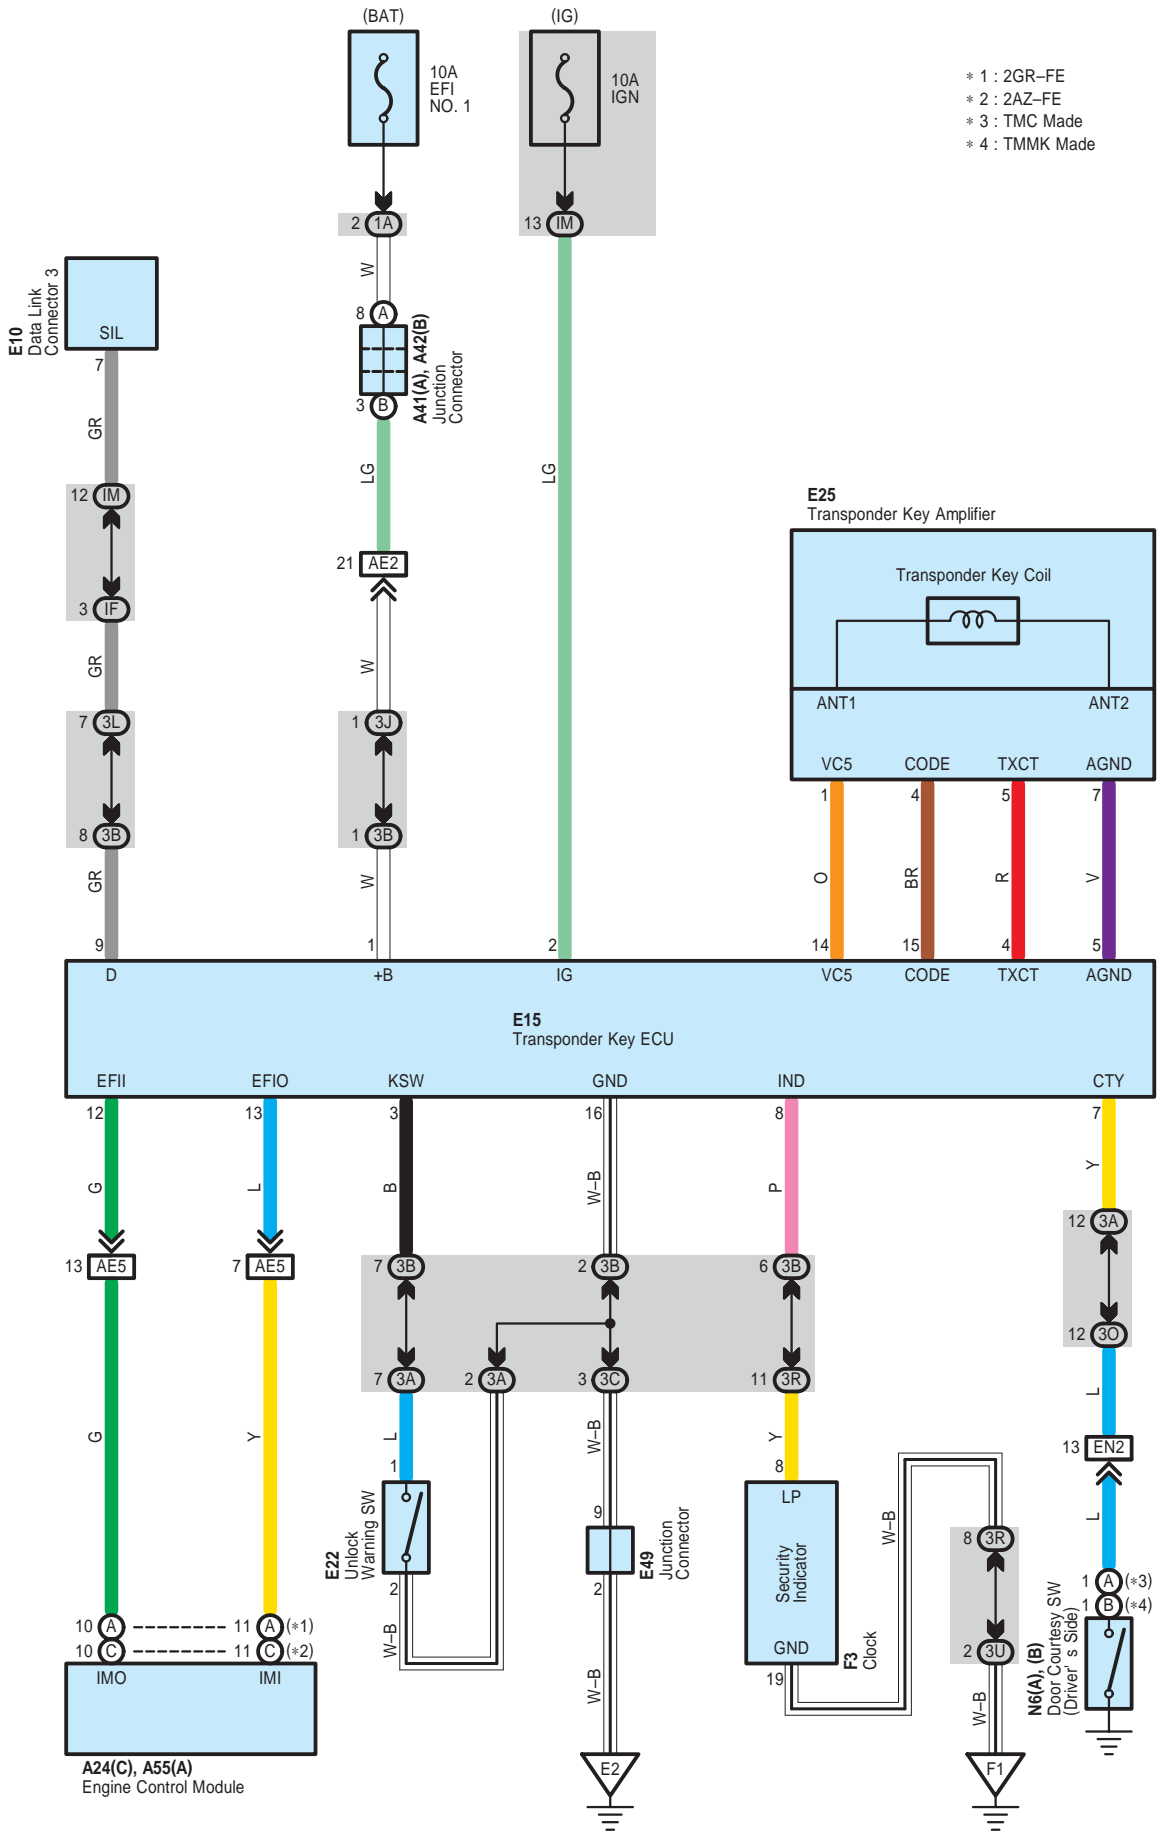 (BAT)
(IG)
10A
EFI
NO. 1
10A
IGN
* 1 : 2GR–FE
* 2 : 2AZ–FE
* 3 : TMC Made
* 4 : TMMK Made
2 1A
13 IM
W
8 A
E10
Data Link
Connector 3
SIL
7
A41(A), A42(B)
Junction
Connector
3 B
GR
LG
LG
12 IM
21 AE2
3 IF
E25
Transponder Key Amplifier
Transponder Key Coil
ANT1
ANT2
GR
W
7 3L
1 3J
8 3B
1 3B
VC5
CODE
TXCT
AGND
1
4
5
7
GR
W
O
BR
R
V
9
1
2
14
15
4
5
D
+B
IG
VC5
CODE
TXCT
AGND
E15
Transponder Key ECU
EFII
EFIO
KSW
GND
IND
CTY
12
13
3
16
8
7
G
L
B
W–B
P
Y
13 AE5
7 AE5
7 3B
2 3B
6 3B
12 3A
12 3O
7 3A
2 3A
3 3C
11 3R
G
Y
L
W–B
Y
L
13 EN2
1
9
8
E22
Unlock
Warning SW
2
E49
Junction
Connector
2
LP
Security
Indicator
GND
19
F3
Clock
W–B
8 3R
2 3U
L
1 A (*3)
1 B (*4)
N6(A), (B)
Door Courtesy SW
(Driver' s Side)
10 A
11 A (*1)
10 C
11 C (*2)
IMO
IMI
W–B
W–B
W–B
A24(C), A55(A)
Engine Control Module
E2
F1